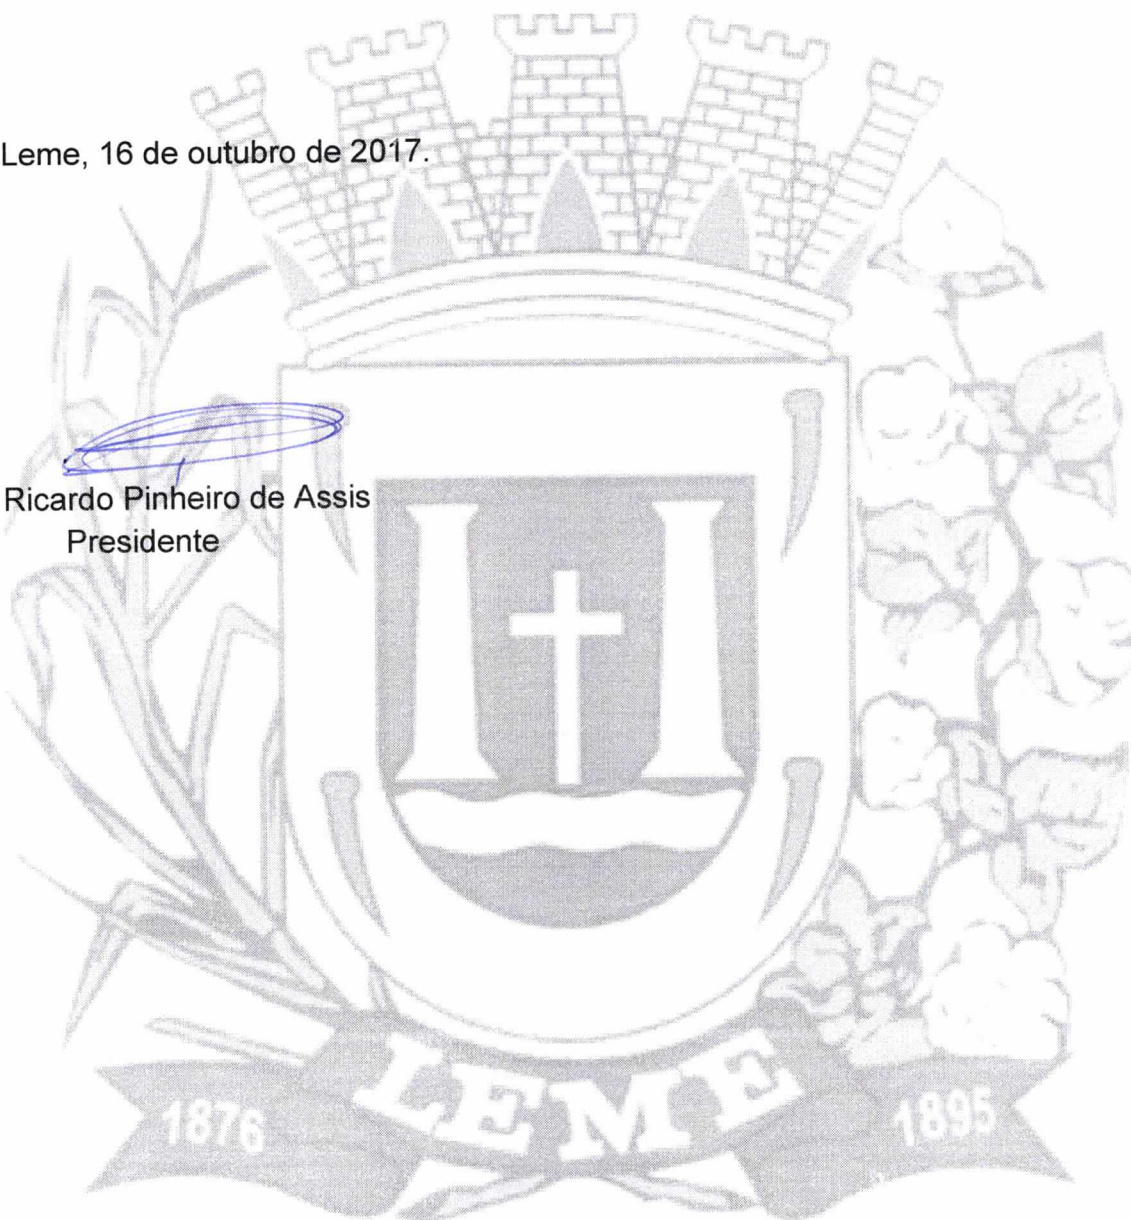 Leme, 16 de outubro de 2017.
Ricardo Pinheiro de Assis
Presidente
LEME
1876
1895